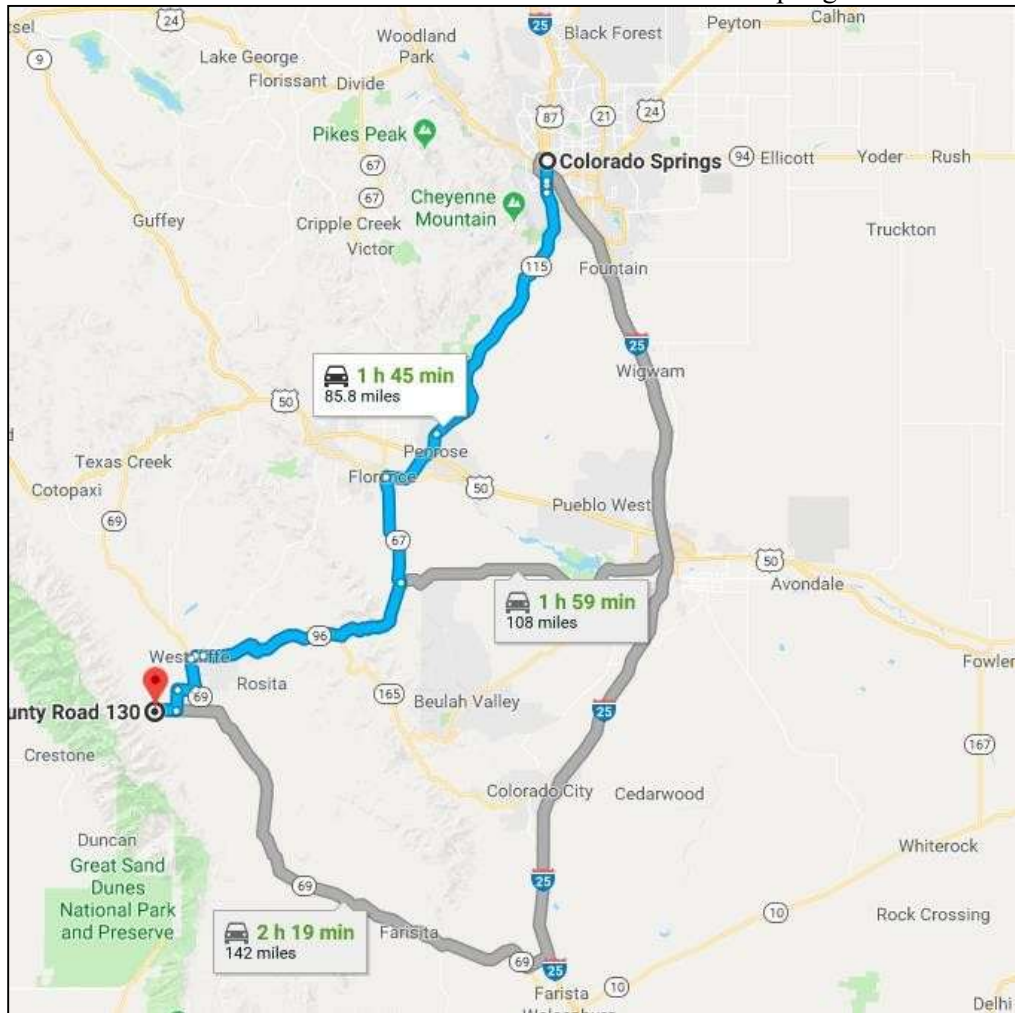 24
25
Black Forest
Peyton
Calhan
Woodland
Park
9
Lake George
Florissant
Divide
87
21
24
Pikes Peak
67
Colorado Springs
94
Ellicott
Yoder
Rush
67
Cheyenne
Mountain
Guffey
Cripple Creek
Victor
Truckton
115
Fountain
25
Wigwam
1 h 45 min
85.8 miles
50
Penrose
Texas Creek
Florence
50
Cotopaxi
Pueblo West
69
67
50
Avondale
1 h 59 min
108 miles
96
Westcliffe
Fowler
Rosita
69
165
Beulah Valley
unty Road 130
25
Crestone
167
Colorado City
Cedarwood
Duncan
Whiterock
Great Sand
Dunes
National Park
and Preserve
69
25
10
Rock Crossing
2 h 19 min
142 miles
Farisita
69
25
Farista
10
Delhi